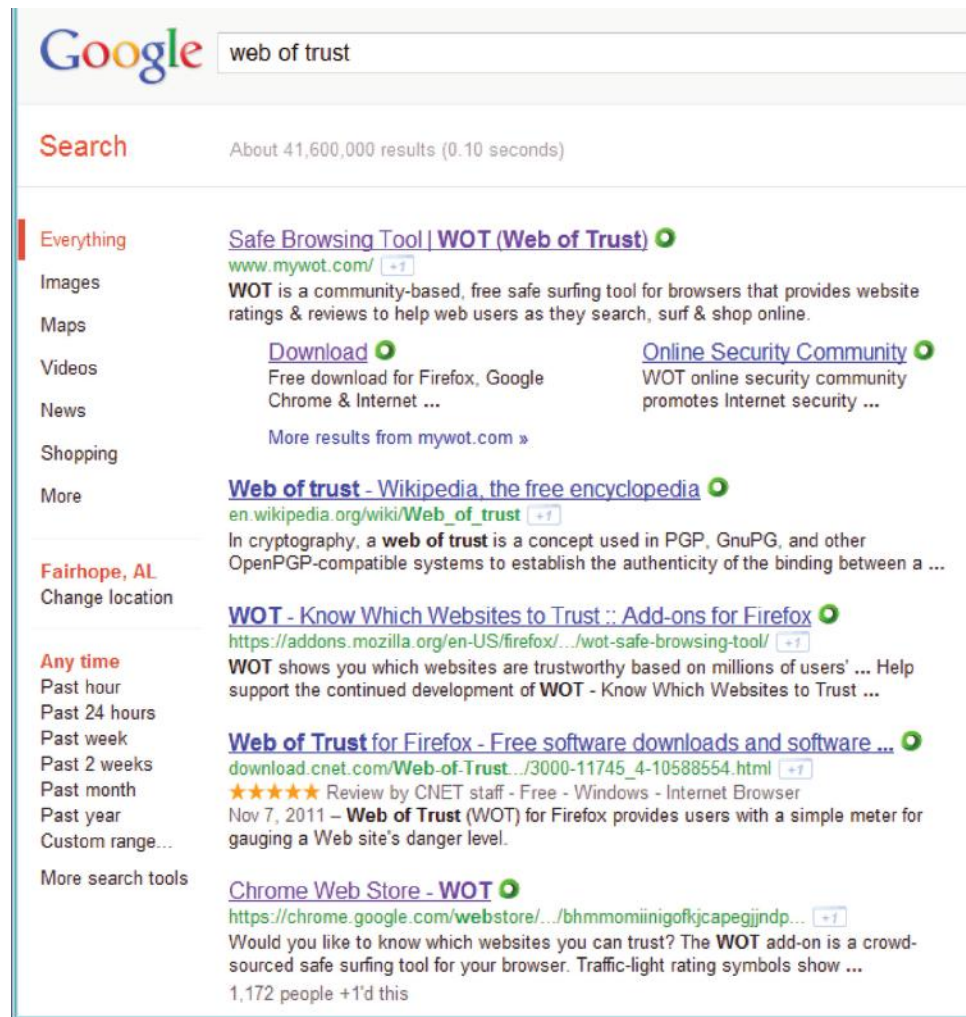 Google
web of trust
Search
About 41,600,000 results (0.10 seconds)
Everything
Images
Maps
Videos
News
Shopping
More
Fairhope, AL
Change location
Any time
Past hour
Past 24 hours
Past week
Past 2 weeks
Past month
Past year
Custom range...
More search tools
Safe Browsing Tool | WOT (Web of Trust)
www.mywot.com/ +1
WOT is a community-based, free safe surfing tool for browsers that provides website
ratings & reviews to help web users as they search, surf & shop online.
Download
Free download for Firefox, Google
Chrome & Internet ...
Online Security Community
WOT online security community
promotes Internet security ...
More results from mywot.com »
Web of trust - Wikipedia, the free encyclopedia
en.wikipedia.org/wiki/Web_of_trust +1
In cryptography, a web of trust is a concept used in PGP, GnuPG, and other
OpenPGP-compatible systems to establish the authenticity of the binding between a ...
WOT - Know Which Websites to Trust :: Add-ons for Firefox
https://addons.mozilla.org/en-US/firefox/.../wot-safe-browsing-tool/ +1
WOT shows you which websites are trustworthy based on millions of users' ... Help
support the continued development of WOT - Know Which Websites to Trust ...
Web of Trust for Firefox - Free software downloads and software ...
download.cnet.com/Web-of-Trust.../3000-11745_4-10588554.html +1
★★★★★ Review by CNET staff - Free - Windows - Internet Browser
Nov 7, 2011 – Web of Trust (WOT) for Firefox provides users with a simple meter for
gauging a Web site's danger level.
Chrome Web Store - WOT
https://chrome.google.com/webstore/.../bhmmomiinigofkjcapegjjndp... +1
Would you like to know which websites you can trust? The WOT add-on is a crowd-
sourced safe surfing tool for your browser. Traffic-light rating symbols show ...
1,172 people +1'd this